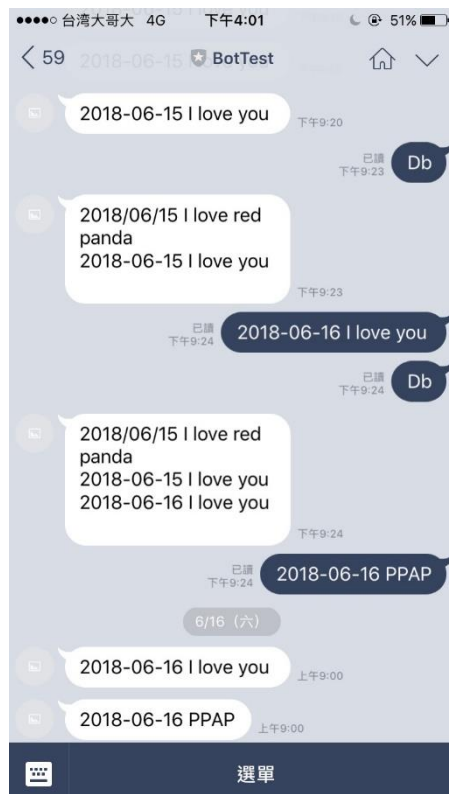 ●●●●○ 台湾大哥大 4G 下午4:01 51%
59 BotTest
2018-06-15 I love you
下午9:20
已讀
下午9:23
Db
2018/06/15 I love red
panda
2018-06-15 I love you
下午9:23
已讀
下午9:24
2018-06-16 I love you
已讀
下午9:24
Db
2018/06/15 I love red
panda
2018-06-15 I love you
2018-06-16 I love you
下午9:24
已讀
下午9:24
2018-06-16 PPAP
6/16（六）
2018-06-16 I love you
上午9:00
2018-06-16 PPAP
上午9:00
選單